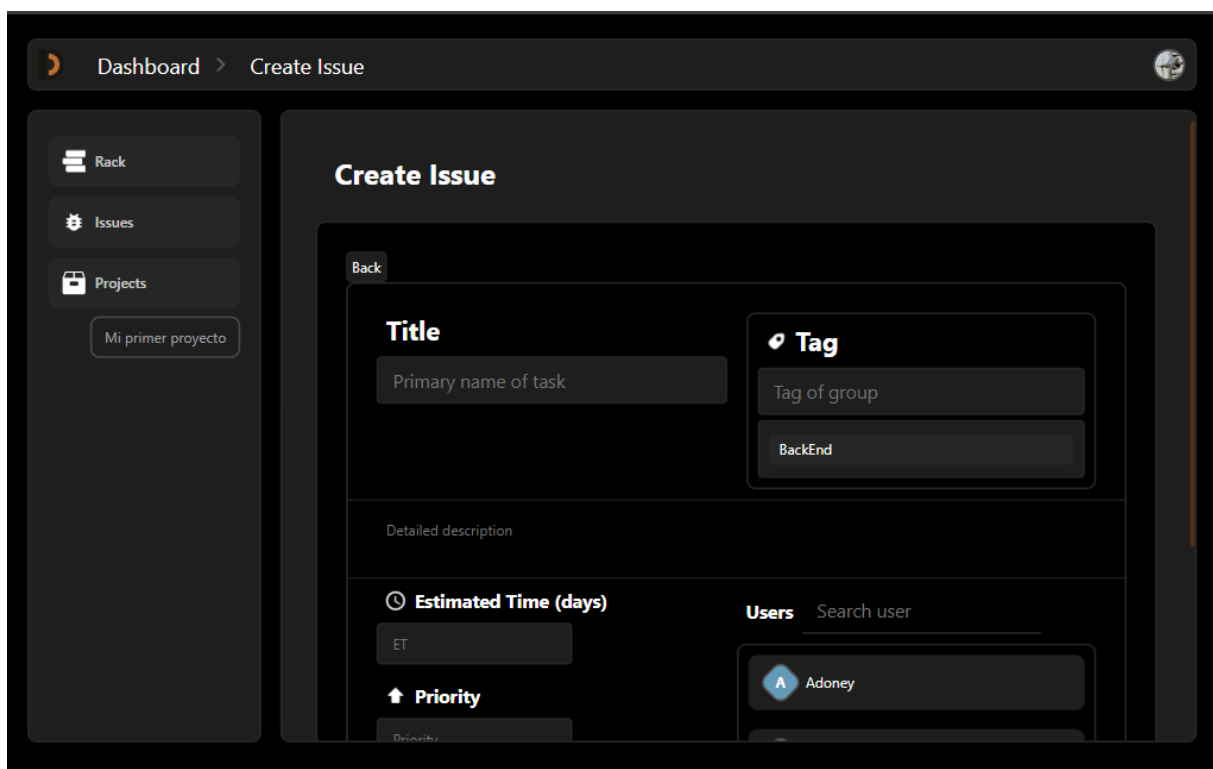 Dashboard > Create Issue
Rack
Issues
Projects
Mi primer proyecto
Create Issue
Back
Title
Primary name of task
Tag
Tag of group
BackEnd
Detailed description
Estimated Time (days)
ET
Priority
Priority
Users
Search user
A
Adoney